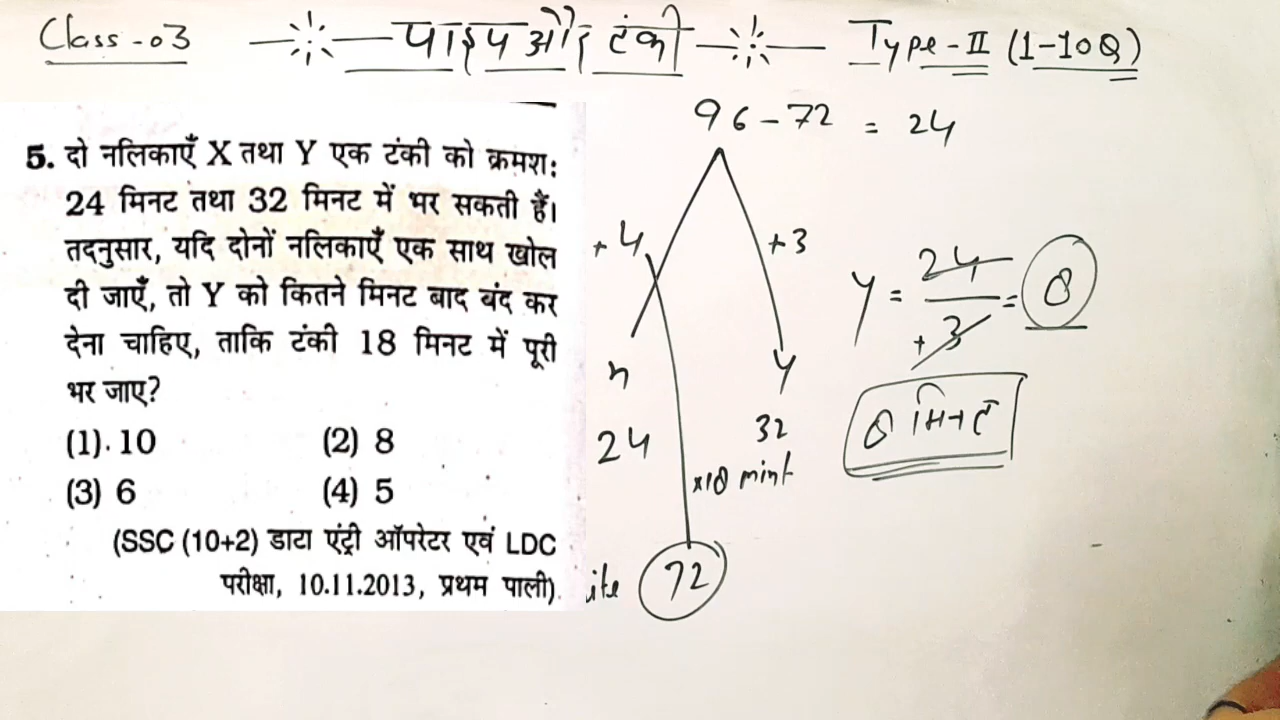 Class-03 पाइप और टंकी Type-II (1-10Q)
5. दो नलिकाएँ X तथा Y एक टंकी को क्रमशः
24 मिनट तथा 32 मिनट में भर सकती हैं।
तदनुसार, यदि दोनों नलिकाएँ एक साथ खोल
दी जाएँ, तो Y को कितने मिनट बाद बंद कर
देना चाहिए, ताकि टंकी 18 मिनट में पूरी
भर जाए?
(1). 10 (2) 8
(3) 6 (4) 5
(SSC (10+2) डाटा एंट्री ऑपरेटर एवं LDC
परीक्षा, 10.11.2013, प्रथम पाली)
96-72 = 24
+4 +3
x y
24 32
×18 mint
72
y = 24 / +3 = 8
8 मिनट